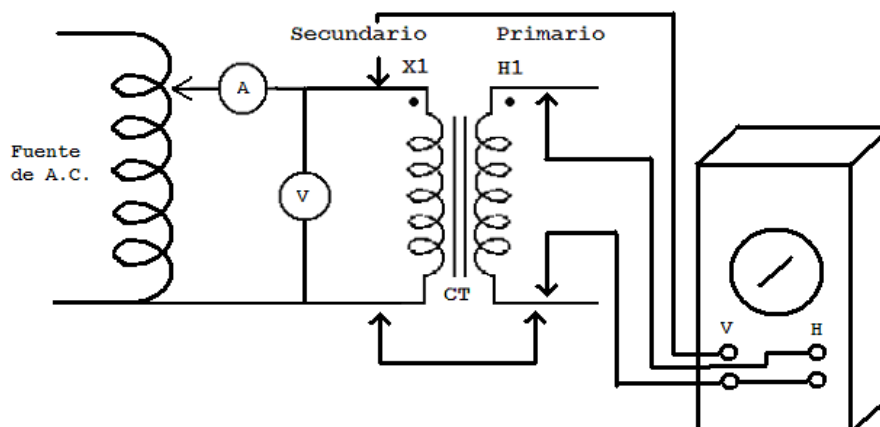 Secundario
Primario
X1
H1
A
Fuente
de A.C.
V
CT
V
H